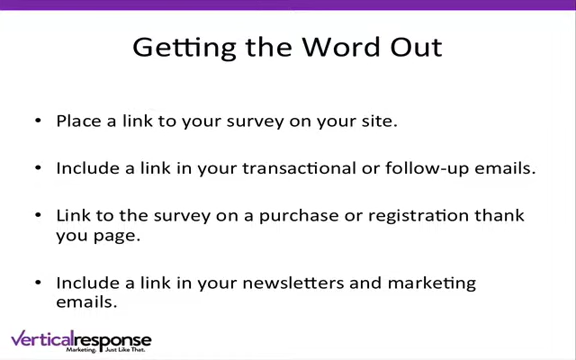 Getting the Word Out
• Place a link to your survey on your site.
• Include a link in your transactional or follow-up emails.
• Link to the survey on a purchase or registration thank
you page.
• Include a link in your newsletters and marketing
emails.
verticalresponse
Marketing. Just Like That.